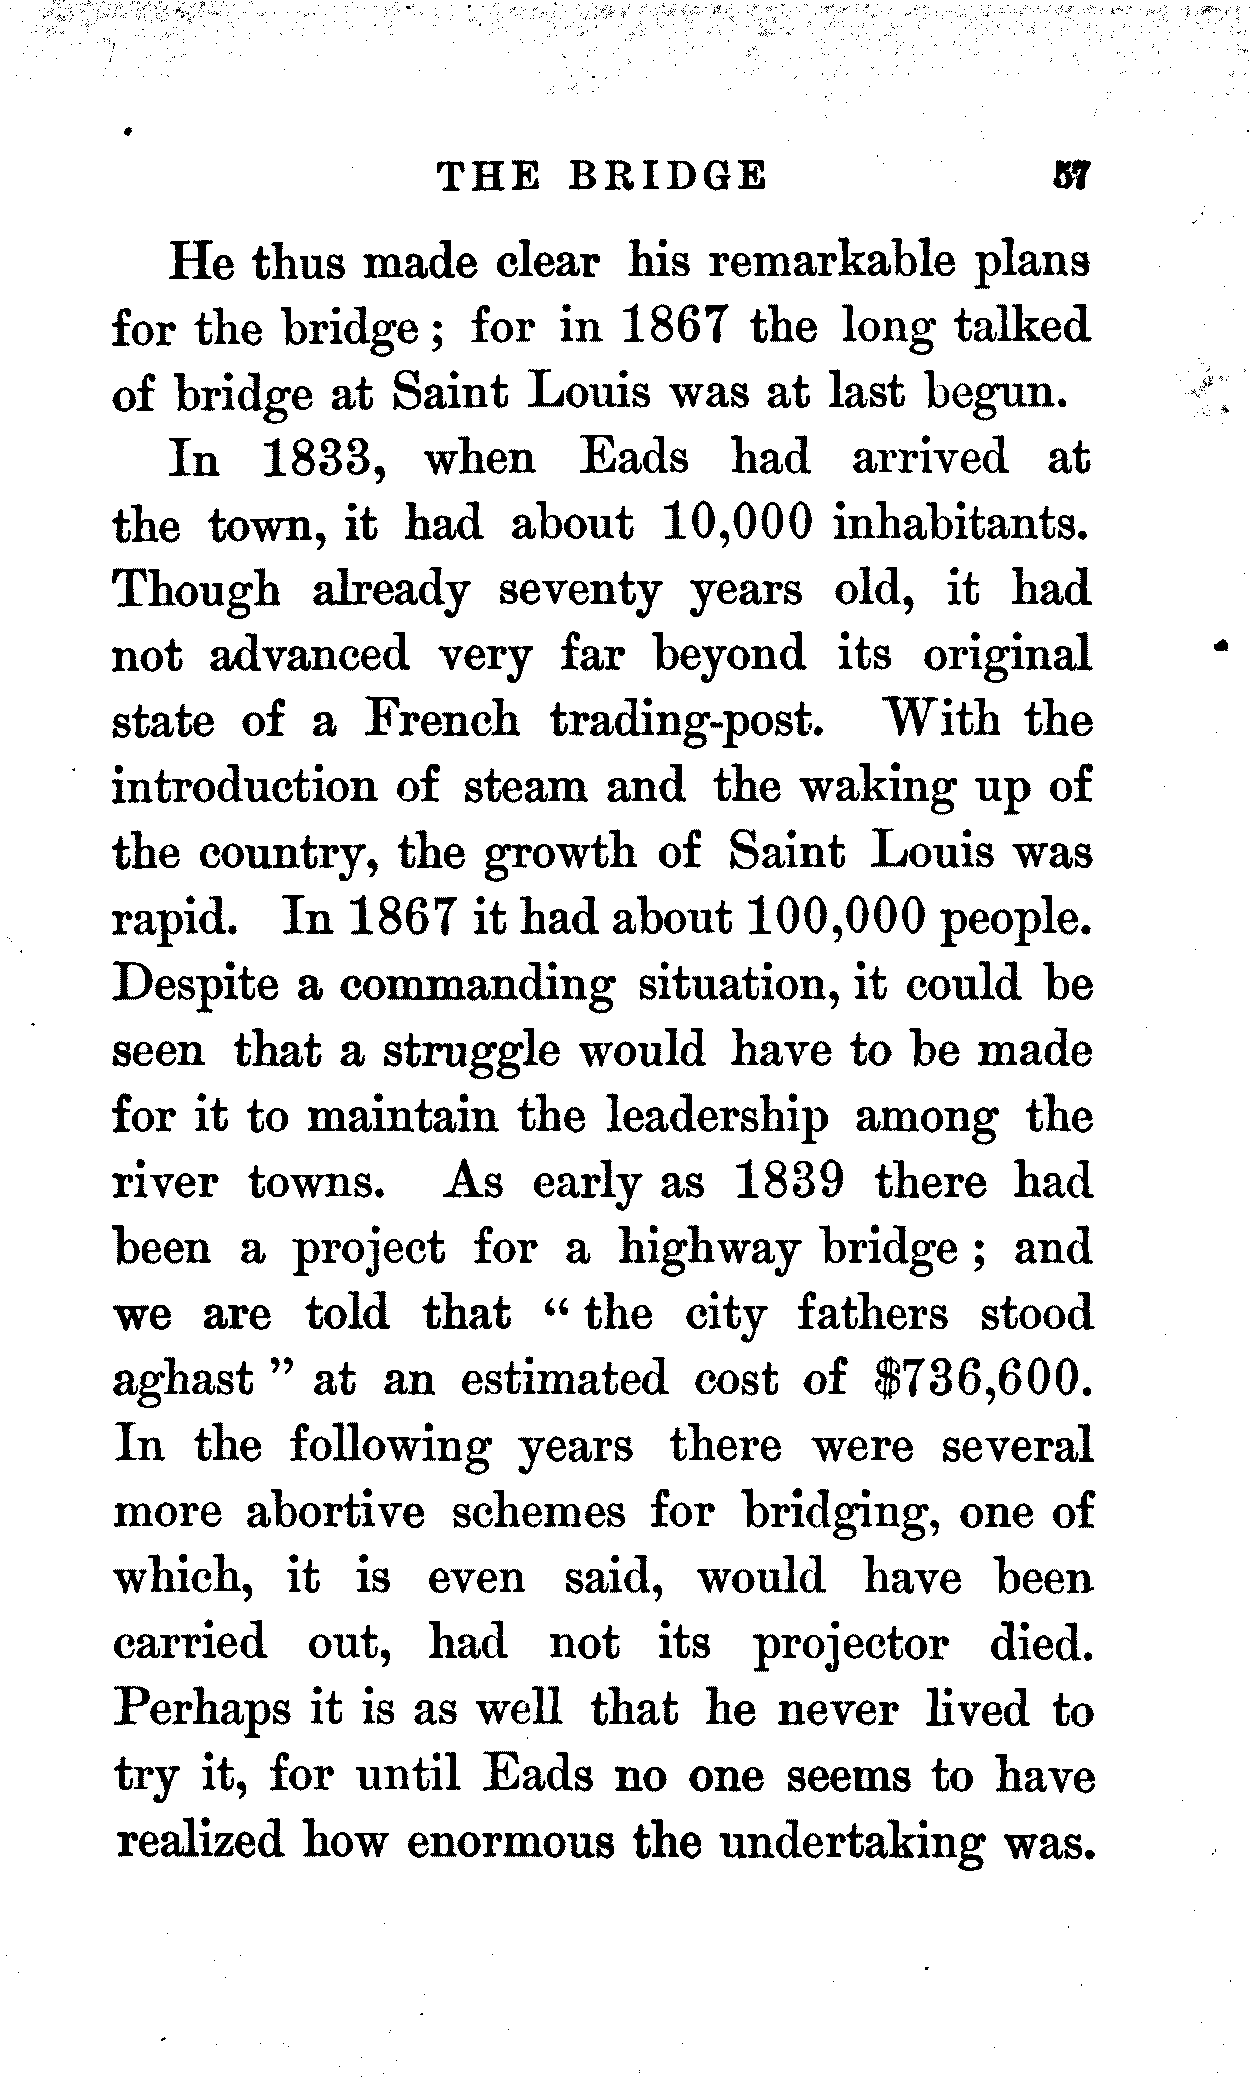 THE BRIDGE 57
He thus made clear his remarkable plans
for the bridge; for in 1867 the long talked
of bridge at Saint Louis was at last begun.
In 1833, when Eads had arrived at
the town, it had about 10,000 inhabitants.
Though already seventy years old, it had
not advanced very far beyond its original
state of a French trading-post. With the
introduction of steam and the waking up of
the country, the growth of Saint Louis was
rapid. In 1867 it had about 100,000 people.
Despite a commanding situation, it could be
seen that a struggle would have to be made
for it to maintain the leadership among the
river towns. As early as 1839 there had
been a project for a highway bridge; and
we are told that "the city fathers stood
aghast" at an estimated cost of $736,600.
In the following years there were several
more abortive schemes for bridging, one of
which, it is even said, would have been
carried out, had not its projector died.
Perhaps it is as well that he never lived to
try it, for until Eads no one seems to have
realized how enormous the undertaking was.